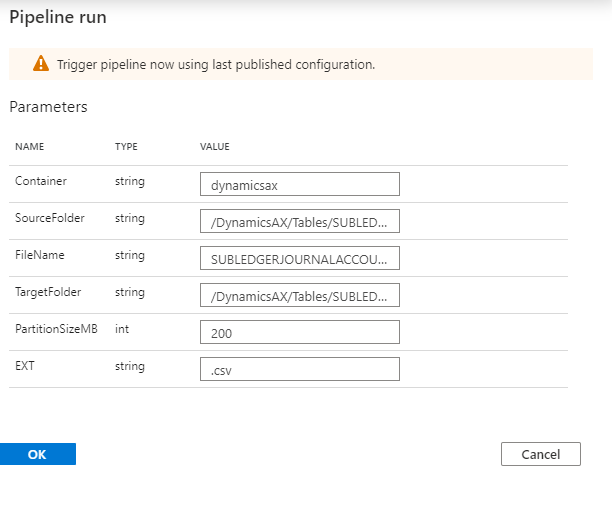 Pipeline run
Trigger pipeline now using last published configuration.
Parameters
NAME TYPE VALUE
Container string dynamicsax
SourceFolder string /DynamicsAX/Tables/SUBLED...
FileName string SUBLEDGERJOURNALACCOU...
TargetFolder string /DynamicsAX/Tables/SUBLED...
PartitionSizeMB int 200
EXT string .csv
OK Cancel